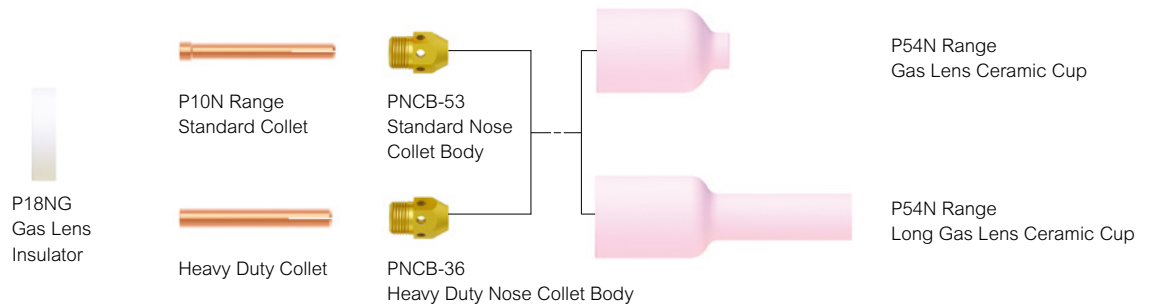 P18NG
Gas Lens
Insulator
P10N Range
Standard Collet
Heavy Duty Collet
PNCB-53
Standard Nose
Collet Body
PNCB-36
Heavy Duty Nose Collet Body
P54N Range
Gas Lens Ceramic Cup
P54N Range
Long Gas Lens Ceramic Cup